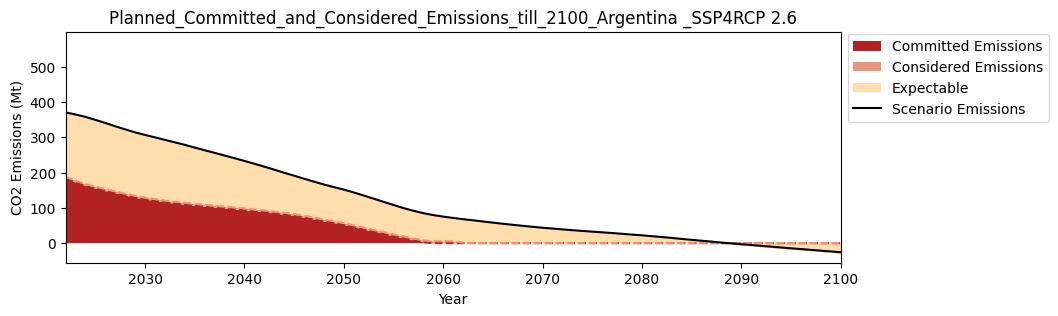 Planned_Committed_and_Considered_Emissions_till_2100_Argentina _SSP4RCP 2.6
Committed Emissions
Considered Emissions
Expectable
Scenario Emissions
CO2 Emissions (Mt)
500
400
300
200
100
0
2030 2040 2050 2060 2070 2080 2090 2100
Year